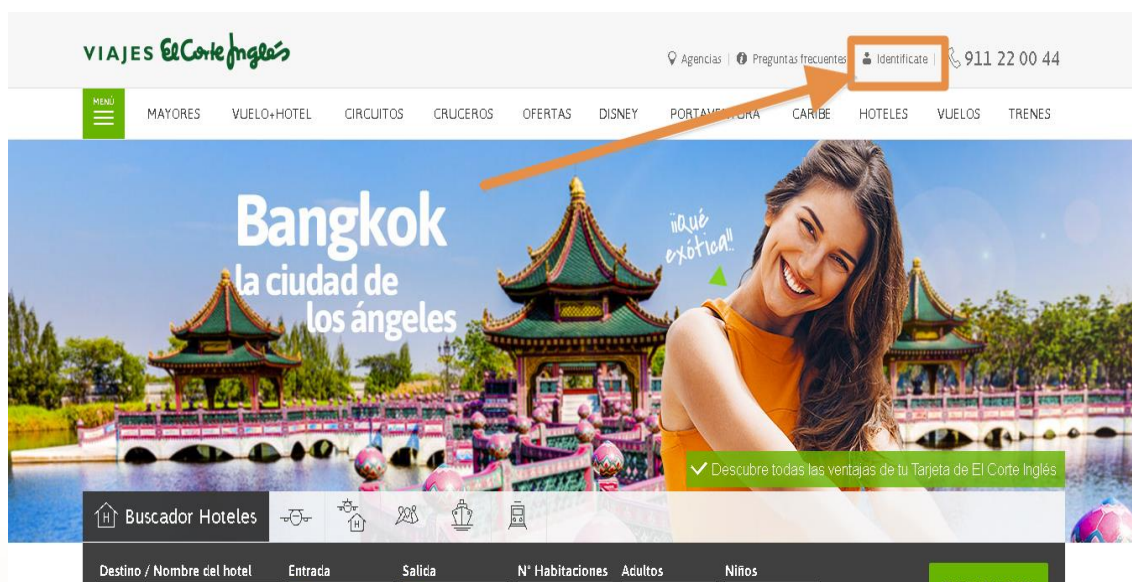 VIAJES El Corte Inglés
Agencias | Preguntas frecuentes | Identifícate | 911 22 00 44
MENÚ
MAYORES VUELO+HOTEL CIRCUITOS CRUCEROS OFERTAS DISNEY PORTAVENTURA CARIBE HOTELES VUELOS TRENES
Bangkok
la ciudad de
los ángeles
¡¡Qué
exótica!!
Descubre todas las ventajas de tu Tarjeta de El Corte Inglés
H Buscador Hoteles
H
Destino / Nombre del hotel Entrada Salida N° Habitaciones Adultos Niños